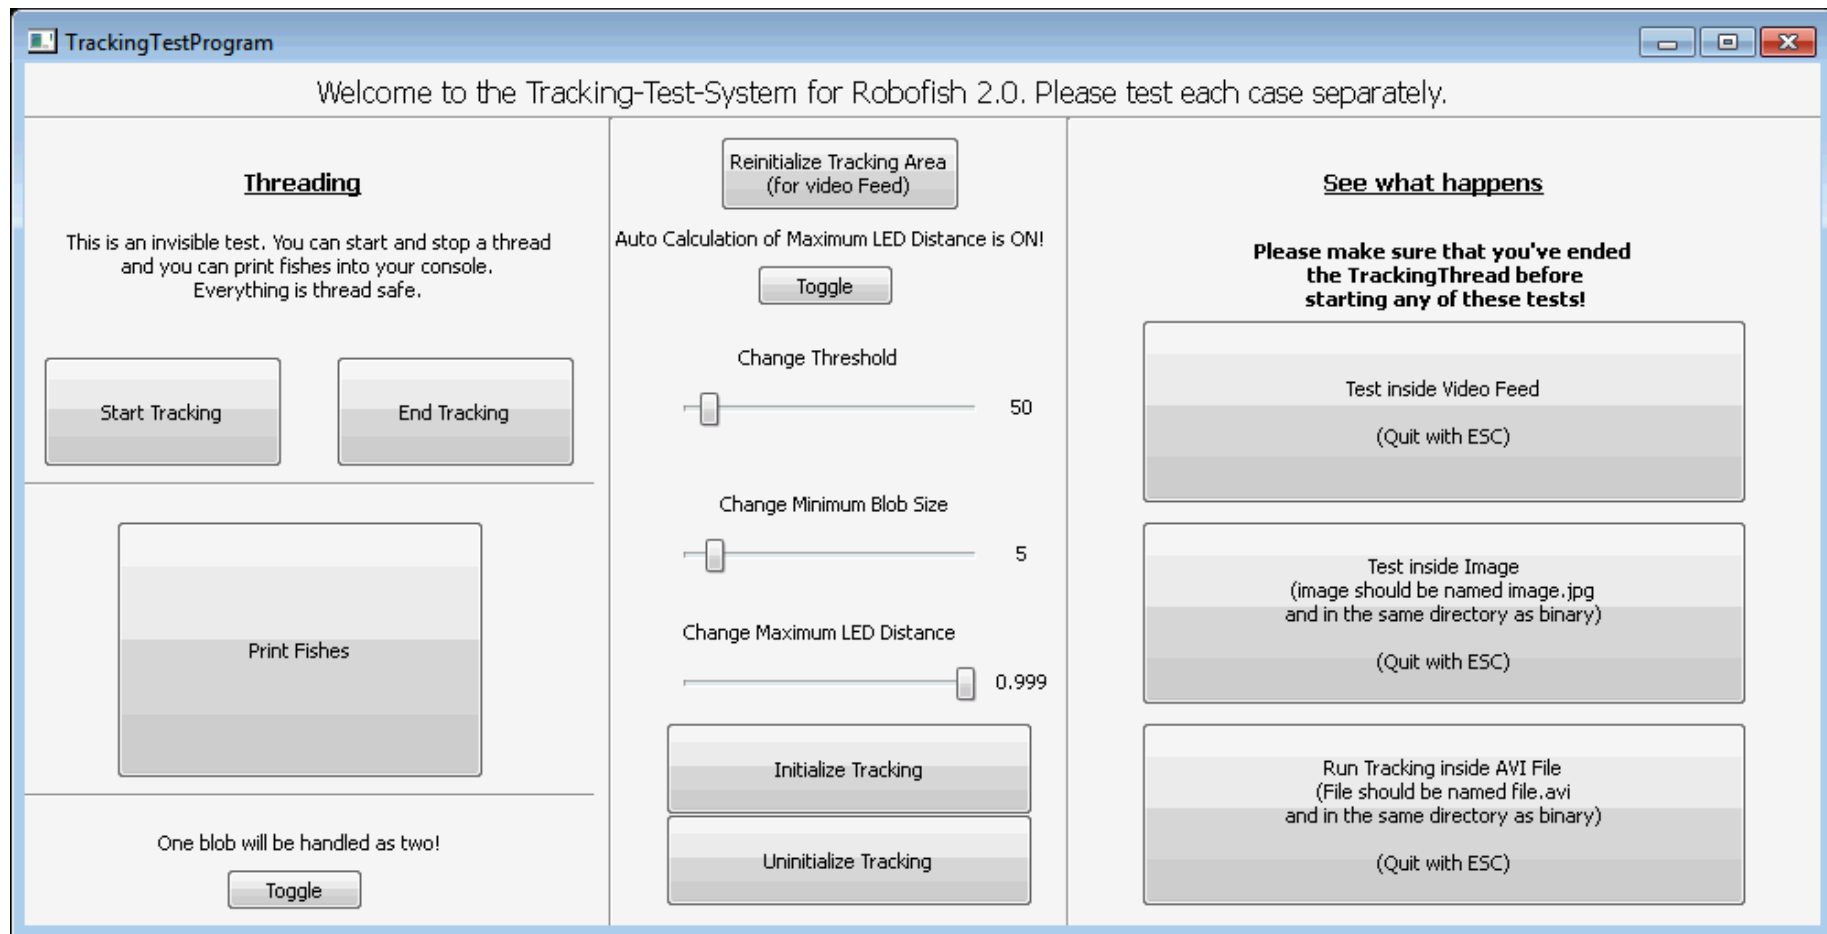 TrackingTestProgram
Welcome to the Tracking-Test-System for Robofish 2.0. Please test each case separately.
Threading
This is an invisible test. You can start and stop a thread
and you can print fishes into your console.
Everything is thread safe.
Start Tracking
End Tracking
Print Fishes
One blob will be handled as two!
Toggle
Reinitialize Tracking Area
(for video Feed)
Auto Calculation of Maximum LED Distance is ON!
Toggle
Change Threshold
50
Change Minimum Blob Size
5
Change Maximum LED Distance
0.999
Initialize Tracking
Uninitialize Tracking
See what happens
Please make sure that you've ended
the TrackingThread before
starting any of these tests!
Test inside Video Feed
(Quit with ESC)
Test inside Image
(image should be named image.jpg
and in the same directory as binary)
(Quit with ESC)
Run Tracking inside AVI File
(File should be named file.avi
and in the same directory as binary)
(Quit with ESC)